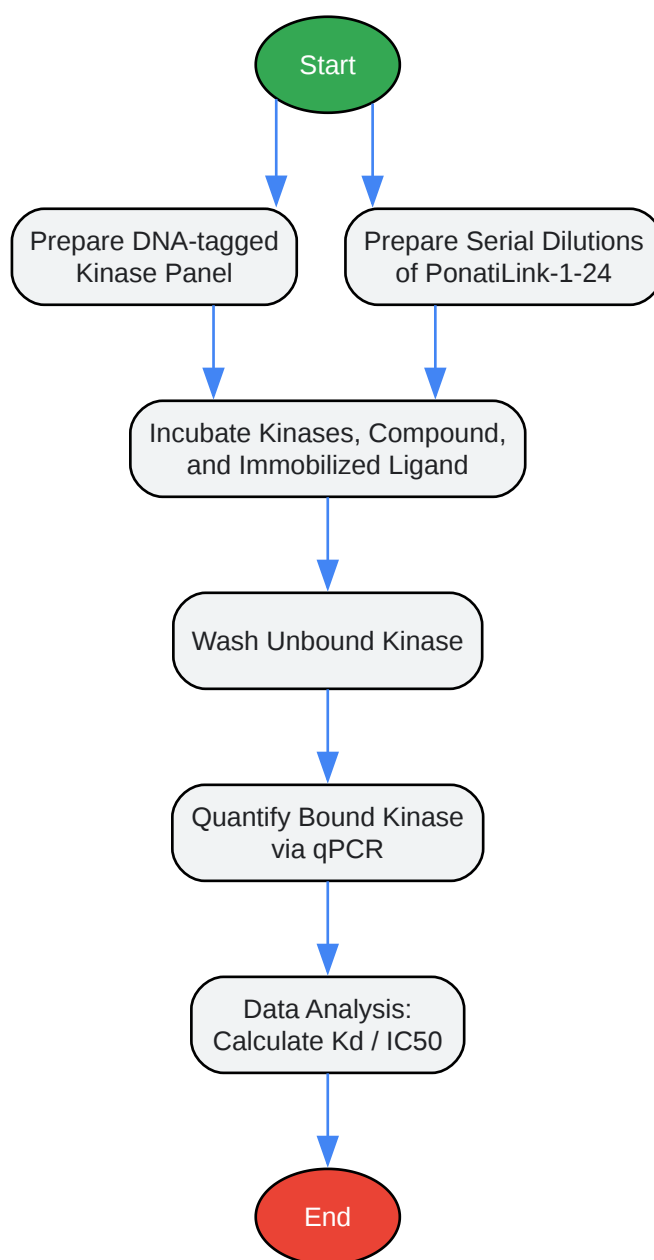 Start
Prepare DNA-tagged
Kinase Panel
Prepare Serial Dilutions
of PonatiLink-1-24
Incubate Kinases, Compound,
and Immobilized Ligand
Wash Unbound Kinase
Quantify Bound Kinase
via qPCR
Data Analysis:
Calculate Kd / IC50
End